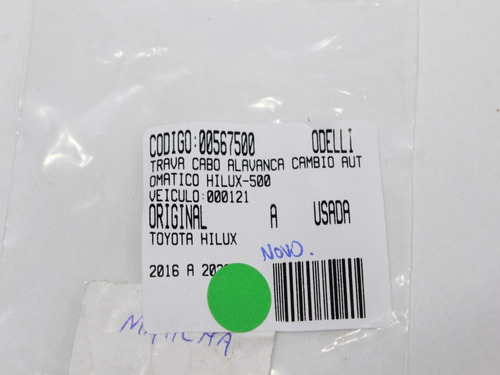 CODIGO:00567500 ODELLI
TRAVA CABO ALAVANCA CAMBIO AUT
OMATICO HILUX-500
VEICULO:000121
ORIGINAL A USADA
TOYOTA HILUX
NOVO.
2016 A